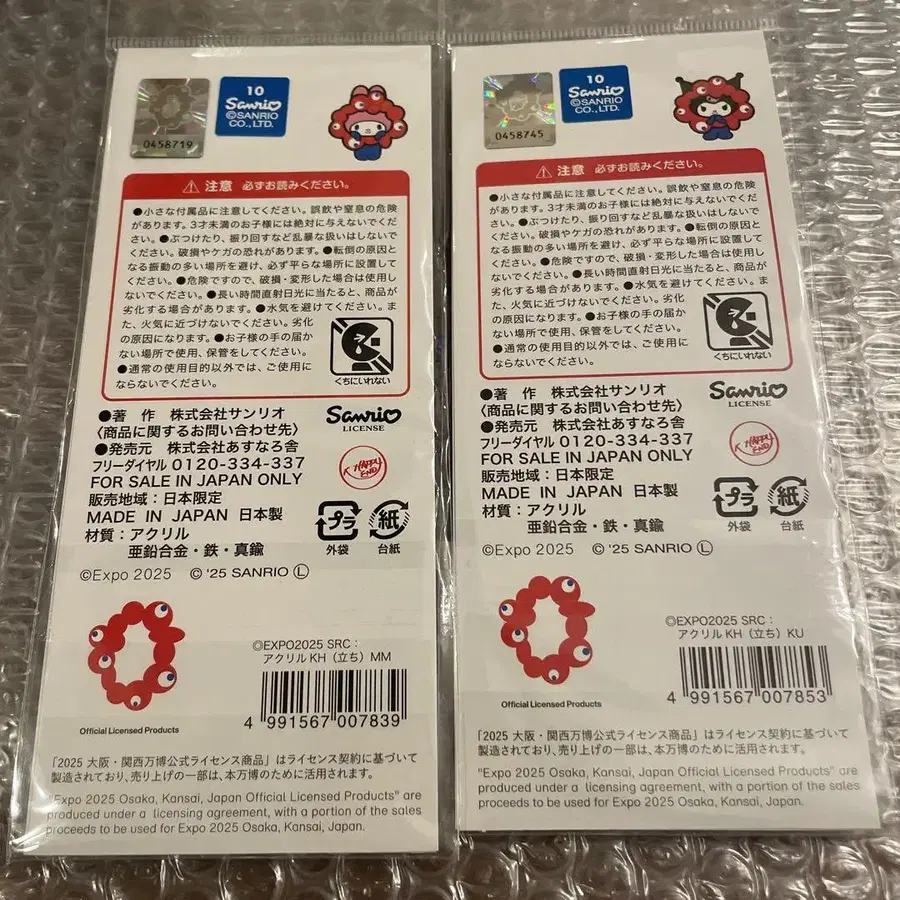 10
Sanrio
©SANRIO
CO., LTD.
0458719
⚠ 注意 必ずお読みください。
●小さな付属品に注意してください。誤飲や窒息の危険
があります。3才未満のお子様には絶対に与えないでくだ
さい。●ぶつけたり、振り回すなど乱暴な扱いはしないで
ください。破損やケガの恐れがあります。●転倒の原因と
なる振動の多い場所を避け、必ず平らな場所に設置して
ください。●危険ですので、破損・変形した場合は使用し
ないでください。●長い時間直射日光に当たると、商品が
劣化する場合があります。●水気を避けてください。ま
た、火気に近づけないでください。劣化
の原因になります。●お子様の手の届か
ない場所で使用、保管をしてください。
●通常の使用目的以外では、ご使用に
ならないでください。
くちにいれない
●著 作 株式会社サンリオ
〈商品に関するお問い合わせ先〉
●発売元 株式会社あすなろ舎
フリーダイヤル 0120-334-337
FOR SALE IN JAPAN ONLY
販売地域：日本限定
MADE IN JAPAN 日本製
材質：アクリル
亜鉛合金・鉄・真鍮
Sanrio
LICENSE
K HAPPY
END
プラ
外袋
紙
台紙
©Expo 2025 © '25 SANRIO Ⓛ
Official Licensed Products
©EXPO2025 SRC：
アクリルKH（立ち）MM
4 991567 007839
「2025 大阪・関西万博公式ライセンス商品」はライセンス契約に基づいて
製造されており、売り上げの一部は、本万博のために活用されます。
"Expo 2025 Osaka, Kansai, Japan Official Licensed Products" are
produced under a licensing agreement, with a portion of the sales
proceeds to be used for Expo 2025 Osaka, Kansai, Japan.
10
Sanrio
©SANRIO
CO., LTD.
0458745
⚠ 注意 必ずお読みください。
●小さな付属品に注意してください。誤飲や窒息の危険
があります。3才未満のお子様には絶対に与えないでくだ
さい。●ぶつけたり、振り回すなど乱暴な扱いはしないで
ください。破損やケガの恐れがあります。●転倒の原因と
なる振動の多い場所を避け、必ず平らな場所に設置して
ください。●危険ですので、破損・変形した場合は使用し
ないでください。●長い時間直射日光に当たると、商品が
劣化する場合があります。●水気を避けてください。ま
た、火気に近づけないでください。劣化
の原因になります。●お子様の手の届か
ない場所で使用、保管をしてください。
●通常の使用目的以外では、ご使用に
ならないでください。
くちにいれない
●著 作 株式会社サンリオ
〈商品に関するお問い合わせ先〉
●発売元 株式会社あすなろ舎
フリーダイヤル 0120-334-337
FOR SALE IN JAPAN ONLY
販売地域：日本限定
MADE IN JAPAN 日本製
材質：アクリル
亜鉛合金・鉄・真鍮
Sanrio
LICENSE
K HAPPY
END
プラ
外袋
紙
台紙
©Expo 2025 © '25 SANRIO Ⓛ
Official Licensed Products
©EXPO2025 SRC：
アクリルKH（立ち）KU
4 991567 007853
「2025 大阪・関西万博公式ライセンス商品」はライセンス契約に基づいて
製造されており、売り上げの一部は、本万博のために活用されます。
"Expo 2025 Osaka, Kansai, Japan Official Licensed Products" are
produced under a licensing agreement, with a portion of the sales
proceeds to be used for Expo 2025 Osaka, Kansai, Japan.